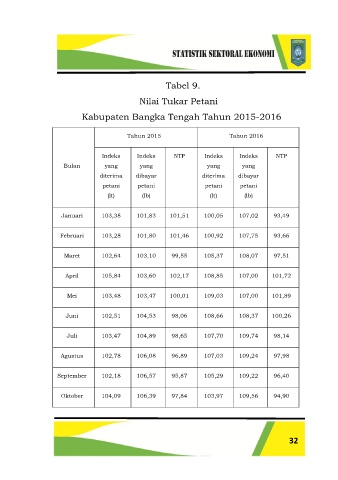 STATISTIK SEKTORAL EKONOMI
Tabel 9.
Nilai Tukar Petani
Kabupaten Bangka Tengah Tahun 2015-2016
Bulan Tahun 2015 Tahun 2016
Indeks Indeks NTP Indeks Indeks NTP
yang yang yang yang
diterima dibayar diterima dibayar
petani petani petani petani
(It) (Ib) (It) (Ib)
Januari 103,38 101,83 101,51 100,05 107,02 93,49
Februari 103,28 101,80 101,46 100,92 107,75 93,66
Maret 102,64 103,10 99,55 105,37 108,07 97,51
April 105,84 103,60 102,17 108,85 107,00 101,72
Mei 103,48 103,47 100,01 109,03 107,00 101,89
Juni 102,51 104,53 98,06 108,66 108,37 100,26
Juli 103,47 104,89 98,65 107,70 109,74 98,14
Agustus 102,78 106,08 96,89 107,03 109,24 97,98
September 102,18 106,57 95,87 105,29 109,22 96,40
Oktober 104,09 106,39 97,84 103,97 109,56 94,90
32